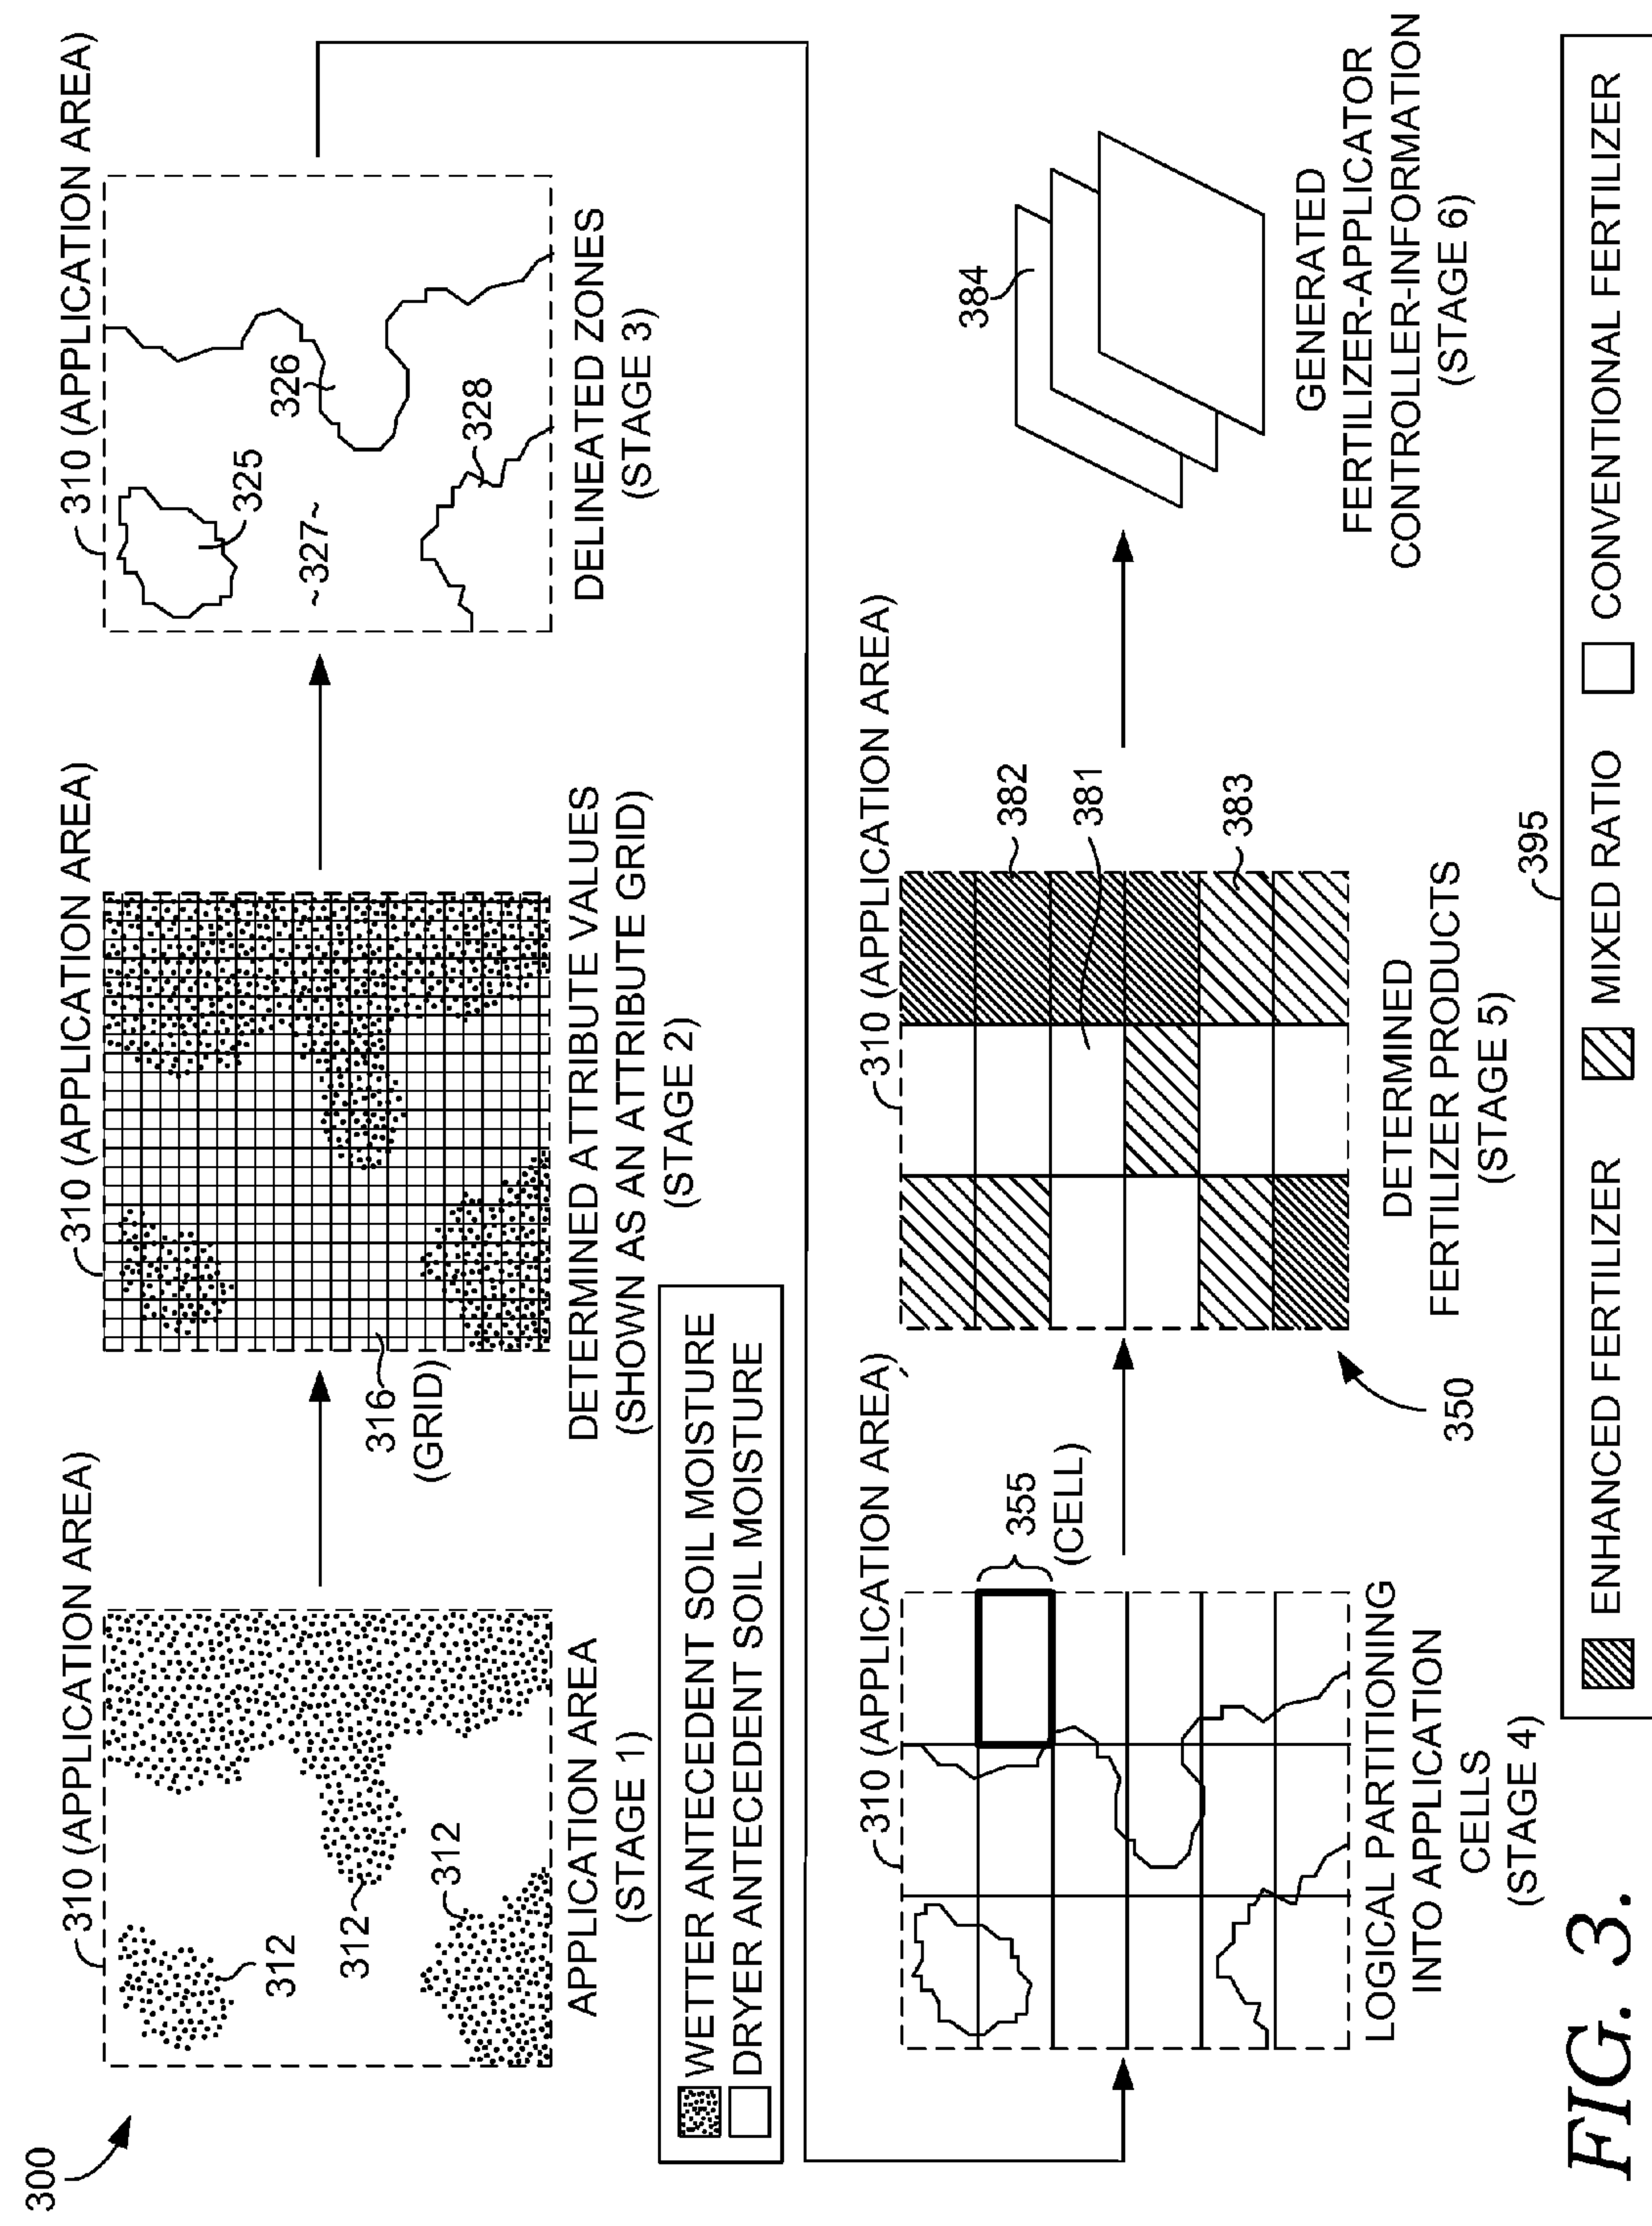 300
310 (APPLICATION AREA)
312
312
312
APPLICATION AREA
(STAGE 1)
310 (APPLICATION AREA)
316
(GRID)
DETERMINED ATTRIBUTE VALUES
(SHOWN AS AN ATTRIBUTE GRID)
(STAGE 2)
310 (APPLICATION AREA)
325
326
~327~
328
DELINEATED ZONES
(STAGE 3)
WETTER ANTECEDENT SOIL MOISTURE
DRYER ANTECEDENT SOIL MOISTURE
310 (APPLICATION AREA)
355
(CELL)
LOGICAL PARTITIONING
INTO APPLICATION
CELLS
(STAGE 4)
310 (APPLICATION AREA)
382
381
383
350
DETERMINED
FERTILIZER PRODUCTS
(STAGE 5)
384
GENERATED
FERTILIZER-APPLICATOR
CONTROLLER-INFORMATION
(STAGE 6)
395
ENHANCED FERTILIZER
MIXED RATIO
CONVENTIONAL FERTILIZER
FIG. 3.